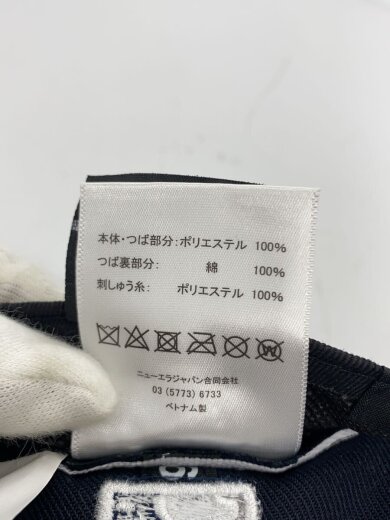 本体・つば部分：ポリエステル 100%
つば裏部分： 綿 100%
刺しゅう糸： ポリエステル 100%
ニューエラジャパン合同会社
03 (5773) 6733
ベトナム製